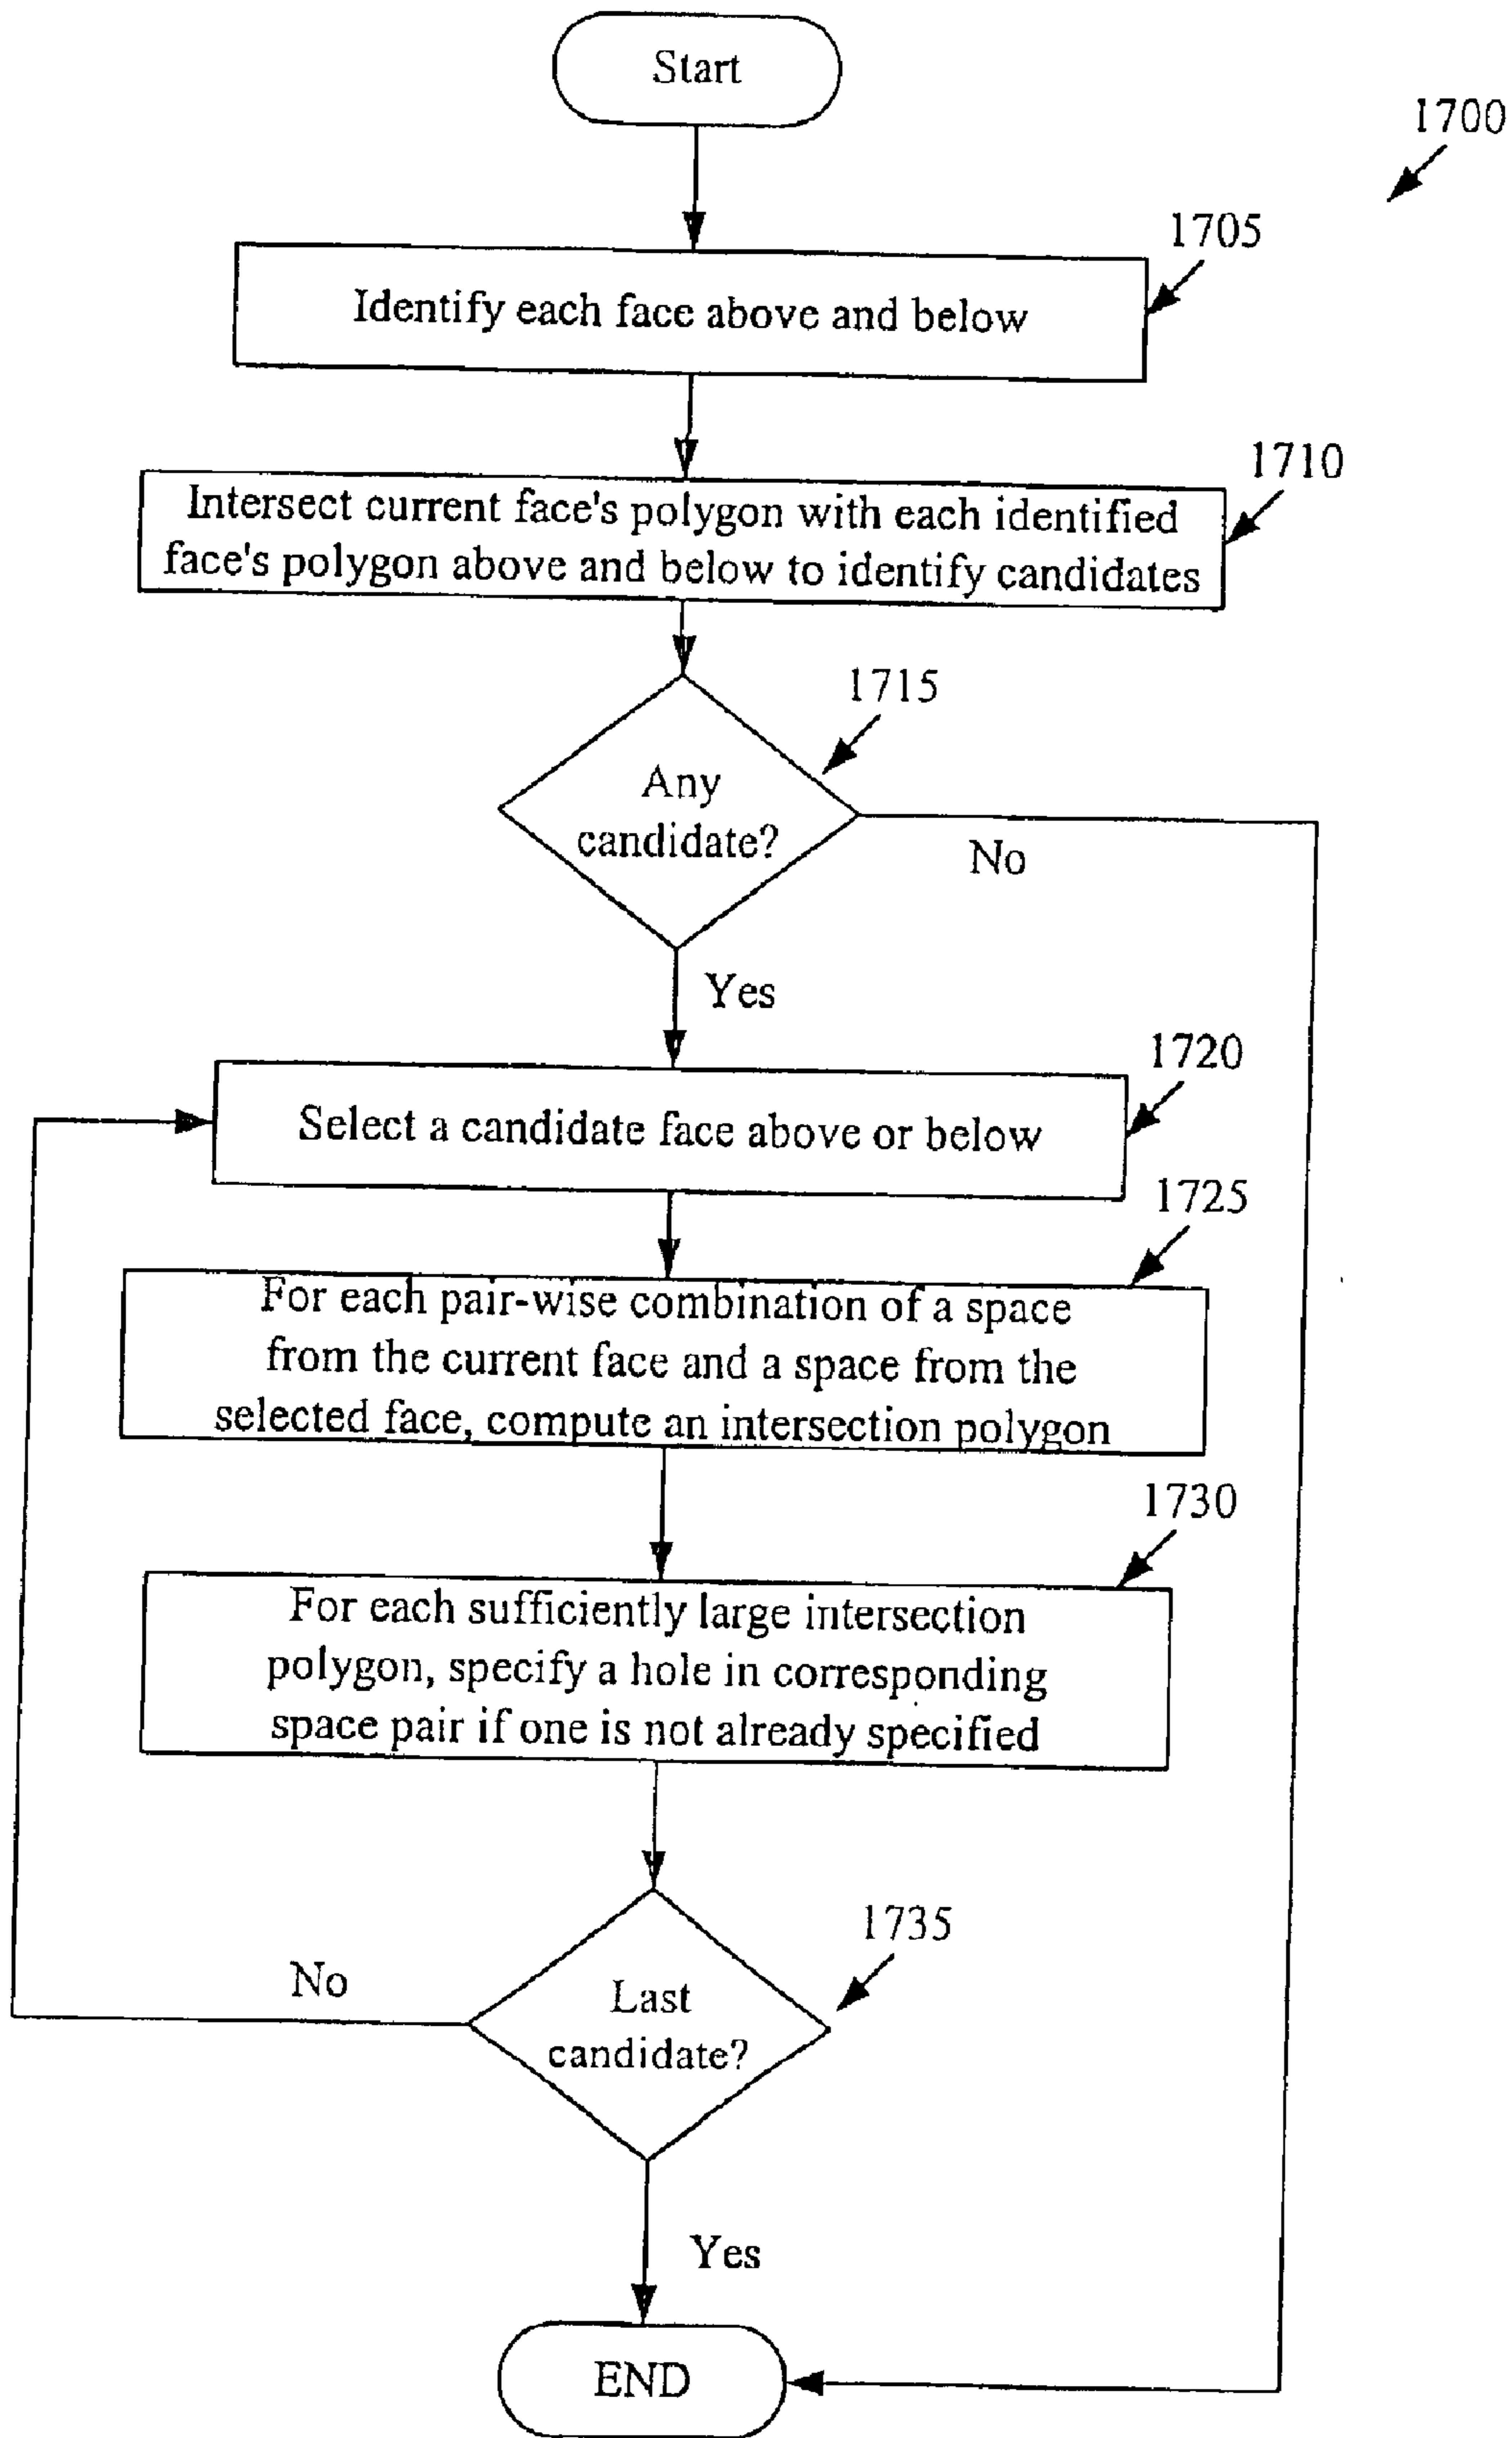 Start
1700
1705
Identify each face above and below
1710
Intersect current face's polygon with each identified
face's polygon above and below to identify candidates
1715
Any
candidate?
No
Yes
1720
Select a candidate face above or below
1725
For each pair-wise combination of a space
from the current face and a space from the
selected face, compute an intersection polygon
1730
For each sufficiently large intersection
polygon, specify a hole in corresponding
space pair if one is not already specified
1735
No
Last
candidate?
Yes
END